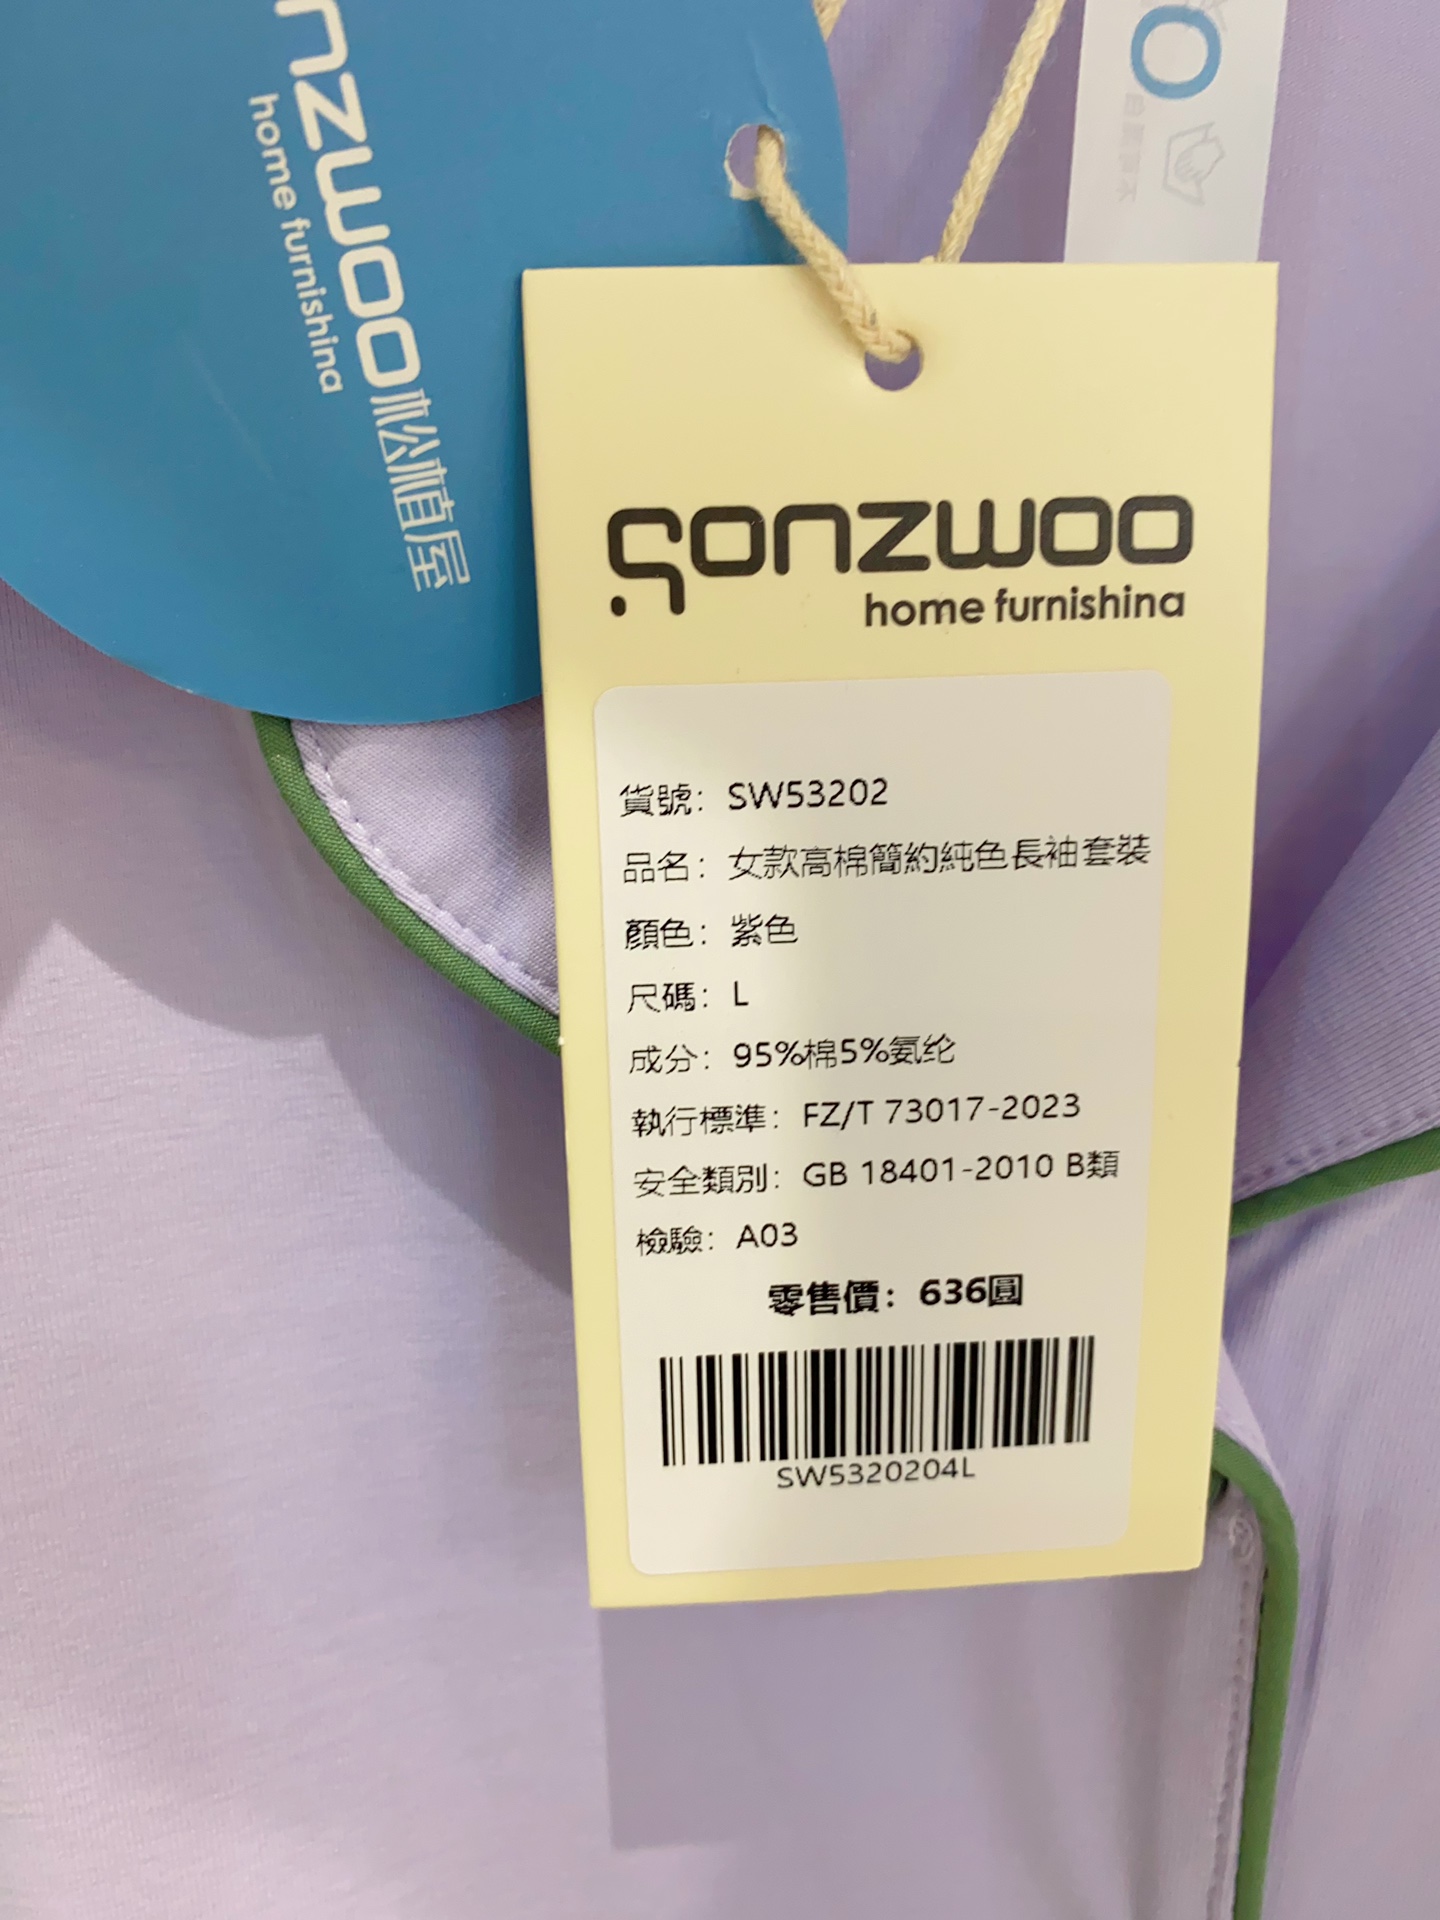 nzwoo松植屋
home furnishina
gonzwoo
home furnishina
貨號：SW53202
品名：女款高棉簡約純色長袖套裝
顏色：紫色
尺碼：L
成分：95%棉5%氨纶
執行標準：FZ/T 73017-2023
安全類別：GB 18401-2010 B類
檢驗：A03
零售價：636圓
SW5320204L